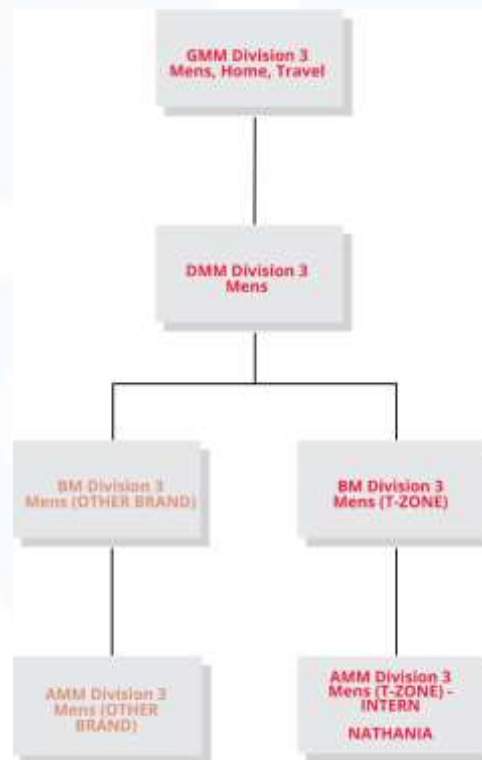 GMM Division 3
Mens, Home, Travel
DMM Division 3
Mens
BM Division 3
Mens (OTHER BRAND)
BM Division 3
Mens (T-ZONE)
AMM Division 3
Mens (OTHER
BRAND)
AMM Division 3
Mens (T-ZONE) -
INTERN
NATHANIA